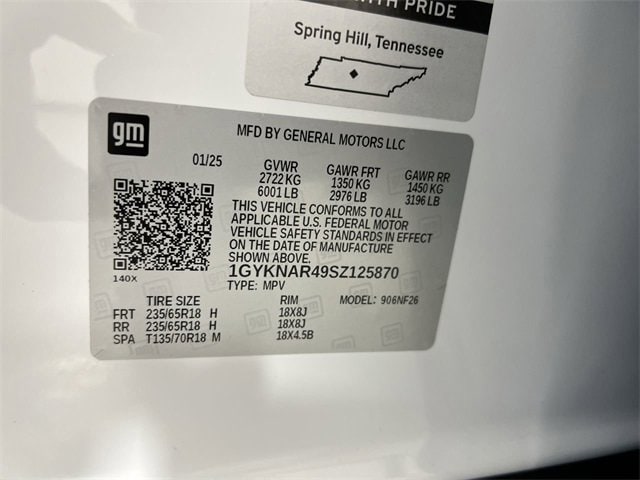 PRIDE
Spring Hill, Tennessee
gm
MFD BY GENERAL MOTORS LLC
01/25 GVWR GAWR FRT GAWR RR
2722 KG 1350 KG 1450 KG
6001 LB 2976 LB 3196 LB
THIS VEHICLE CONFORMS TO ALL
APPLICABLE U.S. FEDERAL MOTOR
VEHICLE SAFETY STANDARDS IN EFFECT
ON THE DATE OF MANUFACTURE
SHOWN ABOVE.
1GYKNAR49SZ125870
140X
TYPE: MPV
TIRE SIZE RIM MODEL: 906NF26
FRT 235/65R18 H 18X8J
RR 235/65R18 H 18X8J
SPA T135/70R18 M 18X4.5B